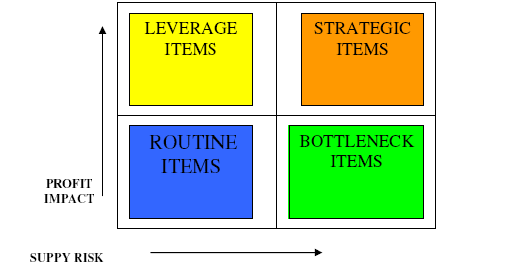 LEVERAGE
ITEMS
STRATEGIC
ITEMS
ROUTINE
ITEMS
BOTTLENECK
ITEMS
PROFIT
IMPACT
SUPPY RISK